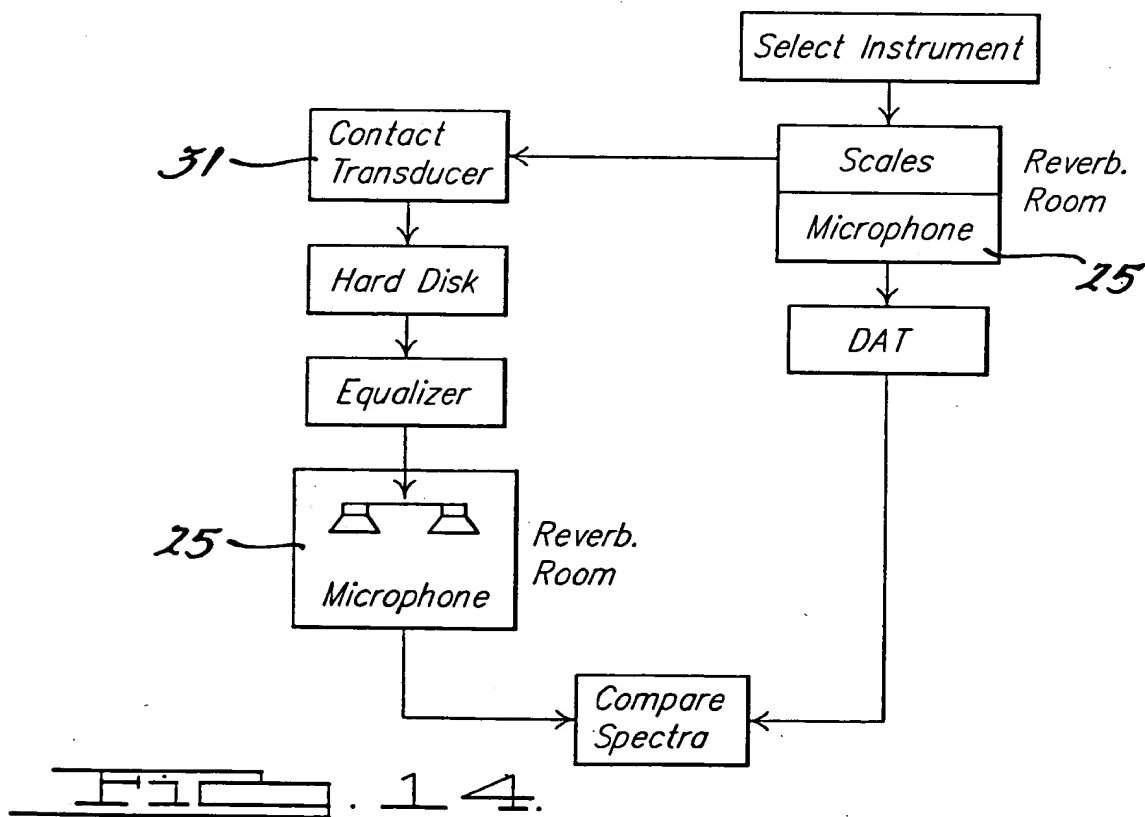 Select Instrument
31
Contact
Transducer
Scales
Reverb.
Room
Microphone
25
Hard Disk
DAT
Equalizer
25
Reverb.
Room
Microphone
Compare
Spectra
Fig. 14.